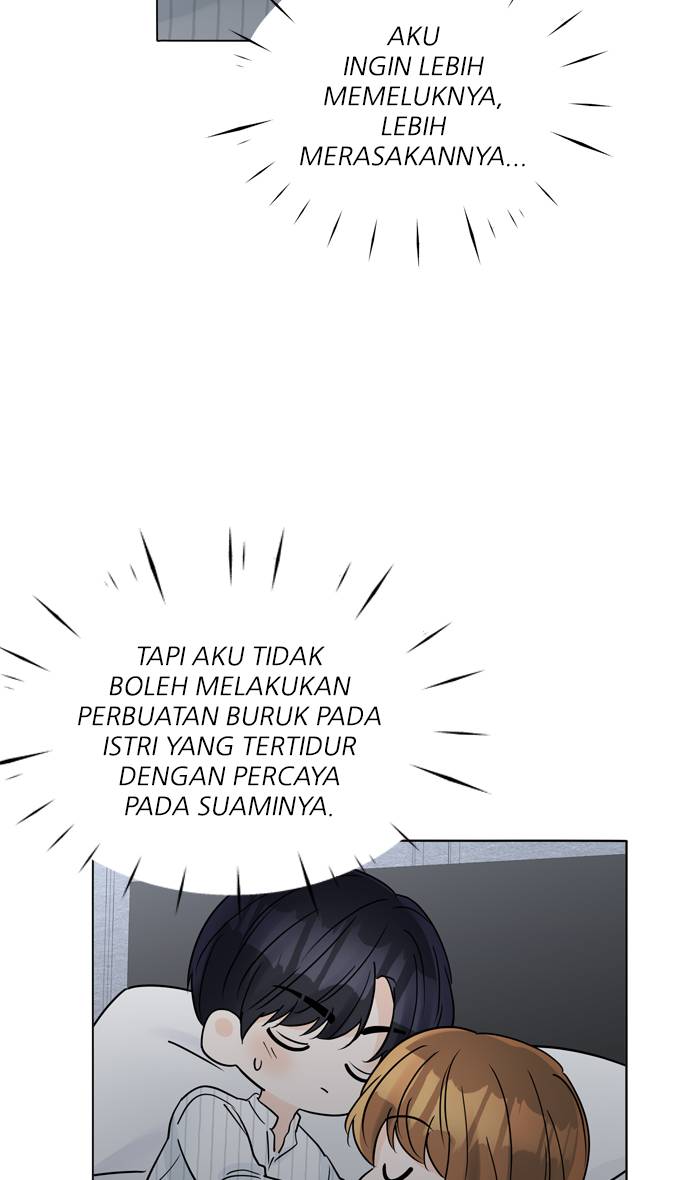 AKU
INGIN LEBIH
MEMELUKNYA,
LEBIH
MERASAKANNYA...
TAPI AKU TIDAK
BOLEH MELAKUKAN
PERBUATAN BURUK PADA
ISTRI YANG TERTIDUR
DENGAN PERCAYA
PADA SUAMINYA.